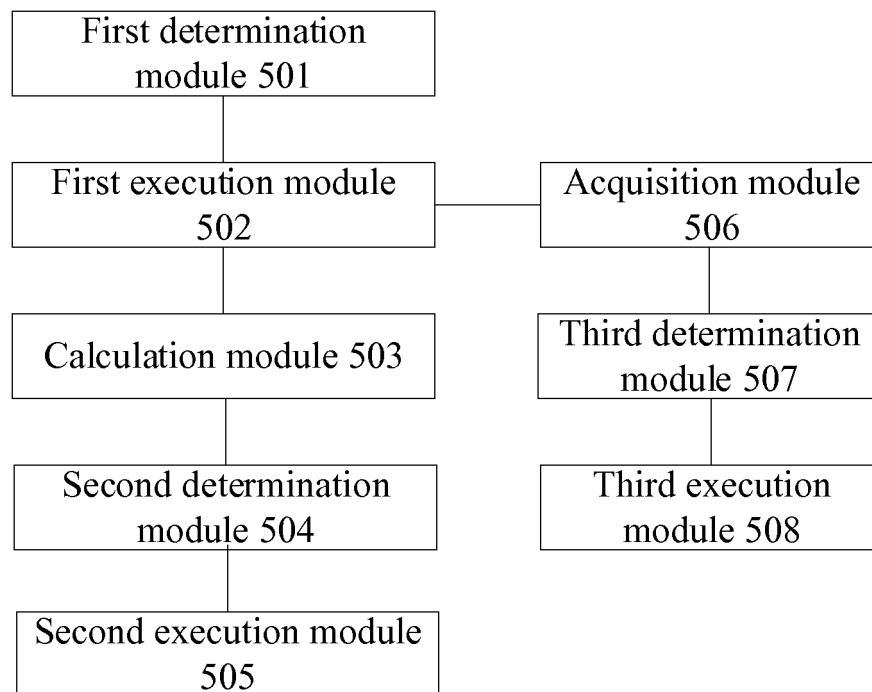 First determination
module 501
First execution module
502
Acquisition module
506
Calculation module 503
Third determination
module 507
Second determination
module 504
Third execution
module 508
Second execution module
505